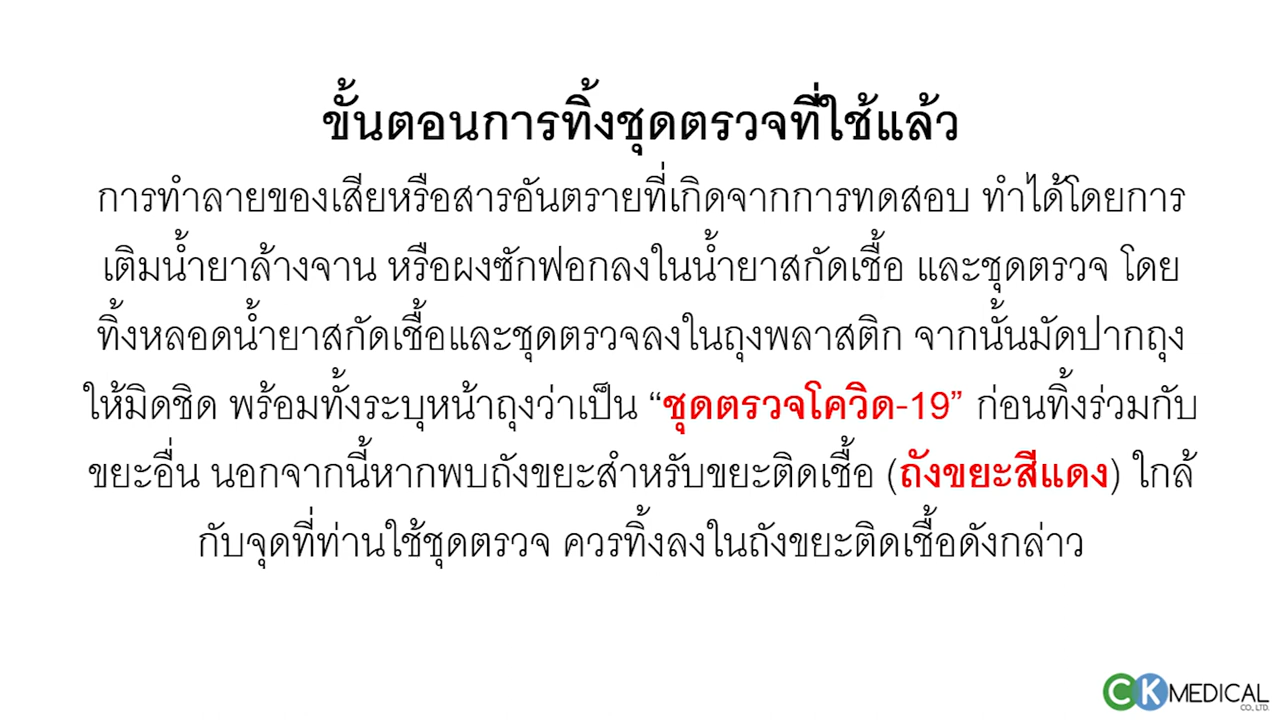 ขั้นตอนการทิ้งชุดตรวจที่ใช้แล้ว
การทำลายของเสียหรือสารอันตรายที่เกิดจากการทดสอบ ทำได้โดยการ
เติมน้ำยาล้างจาน หรือผงซักฟอกลงในน้ำยาสกัดเชื้อ และชุดตรวจ โดย
ทิ้งหลอดน้ำยาสกัดเชื้อและชุดตรวจลงในถุงพลาสติก จากนั้นมัดปากถุง
ให้มิดชิด พร้อมทั้งระบุหน้าถุงว่าเป็น “ชุดตรวจโควิด-19” ก่อนทิ้งร่วมกับ
ขยะอื่น นอกจากนี้หากพบถังขยะสำหรับขยะติดเชื้อ (ถังขยะสีแดง) ใกล้
กับจุดที่ท่านใช้ชุดตรวจ ควรทิ้งลงในถังขยะติดเชื้อดังกล่าว
CK MEDICAL
CO., LTD.